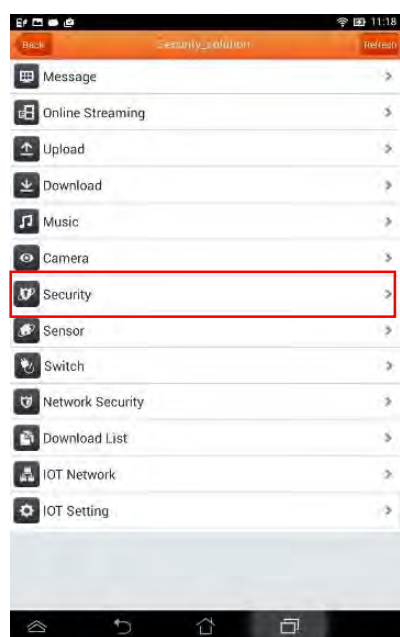 11:18
Back Security_solution Refresh
Message
Online Streaming
Upload
Download
Music
Camera
Security
Sensor
Switch
Network Security
Download List
IOT Network
IOT Setting